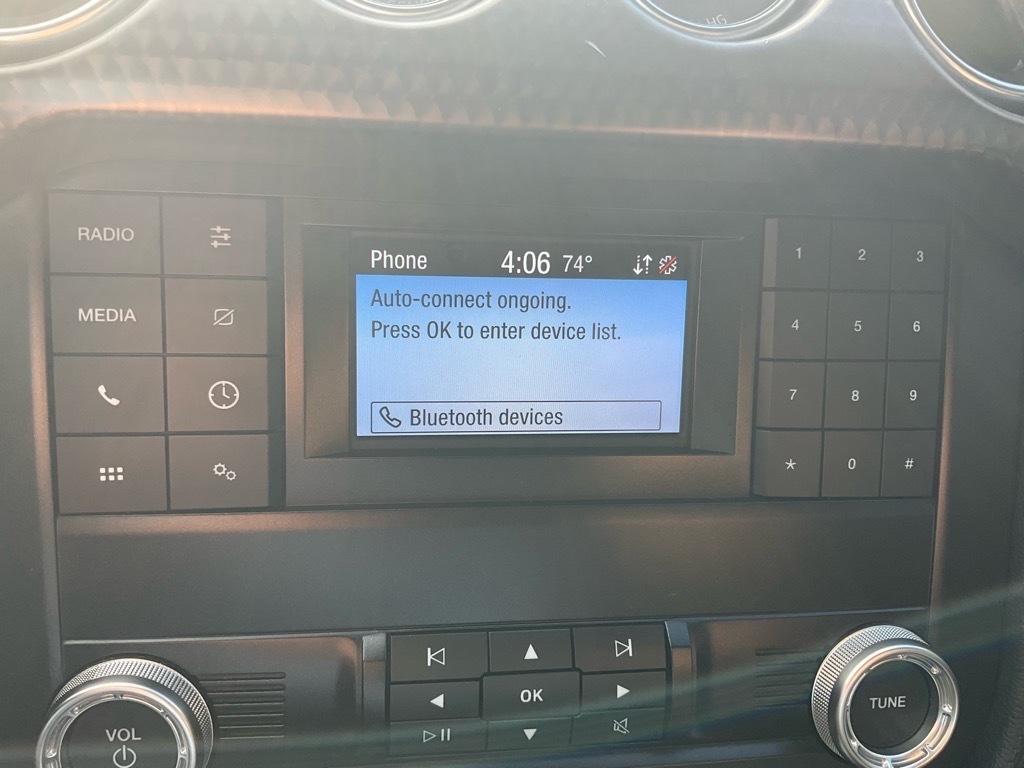 HG
RADIO
MEDIA
Phone 4:06 74°
Auto-connect ongoing.
Press OK to enter device list.
Bluetooth devices
1 2 3
4 5 6
7 8 9
* 0 #
OK
VOL
TUNE